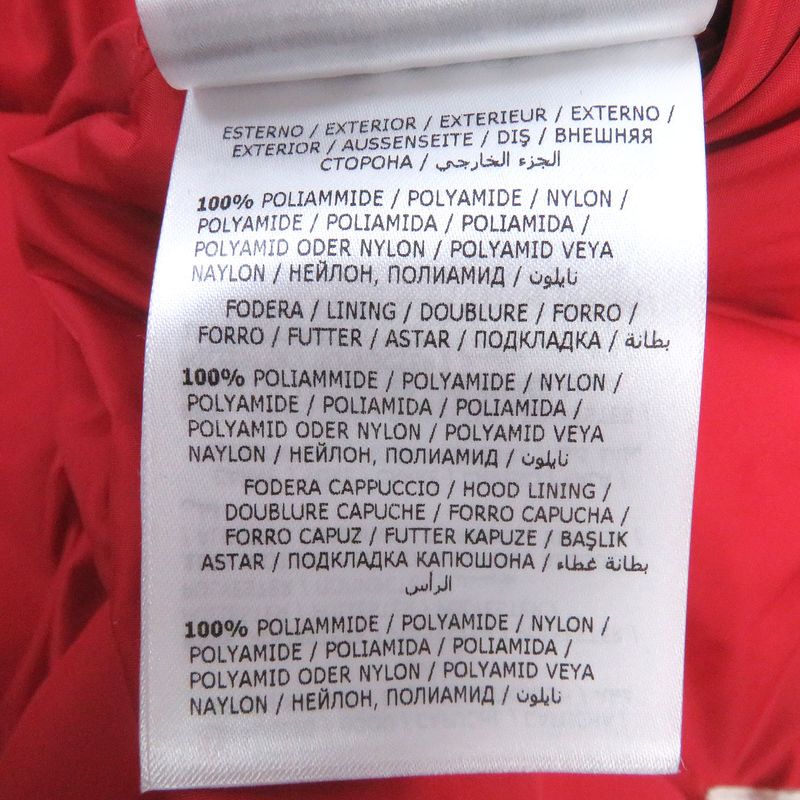 ESTERNO / EXTERIOR / EXTERIEUR / EXTERNO /
EXTERIOR / AUSSENSEITE / DIŞ / ВНЕШНЯЯ
СТОРОНА / الجزء الخارجي
100% POLIAMMIDE / POLYAMIDE / NYLON /
POLYAMIDE / POLIAMIDA / POLIAMIDA /
POLYAMID ODER NYLON / POLYAMID VEYA
NAYLON / НЕЙЛОН, ПОЛИАМИД / نايلون
FODERA / LINING / DOUBLURE / FORRO /
FORRO / FUTTER / ASTAR / ПОДКЛАДКА / بطانة
100% POLIAMMIDE / POLYAMIDE / NYLON /
POLYAMIDE / POLIAMIDA / POLIAMIDA /
POLYAMID ODER NYLON / POLYAMID VEYA
NAYLON / НЕЙЛОН, ПОЛИАМИД / نايلون
FODERA CAPPUCCIO / HOOD LINING /
DOUBLURE CAPUCHE / FORRO CAPUCHA /
FORRO CAPUZ / FUTTER KAPUZE / BAŞLIK
ASTAR / ПОДКЛАДКА КАПЮШОНА / بطانة غطاء
الرأس
100% POLIAMMIDE / POLYAMIDE / NYLON /
POLYAMIDE / POLIAMIDA / POLIAMIDA /
POLYAMID ODER NYLON / POLYAMID VEYA
NAYLON / НЕЙЛОН, ПОЛИАМИД / نايلون